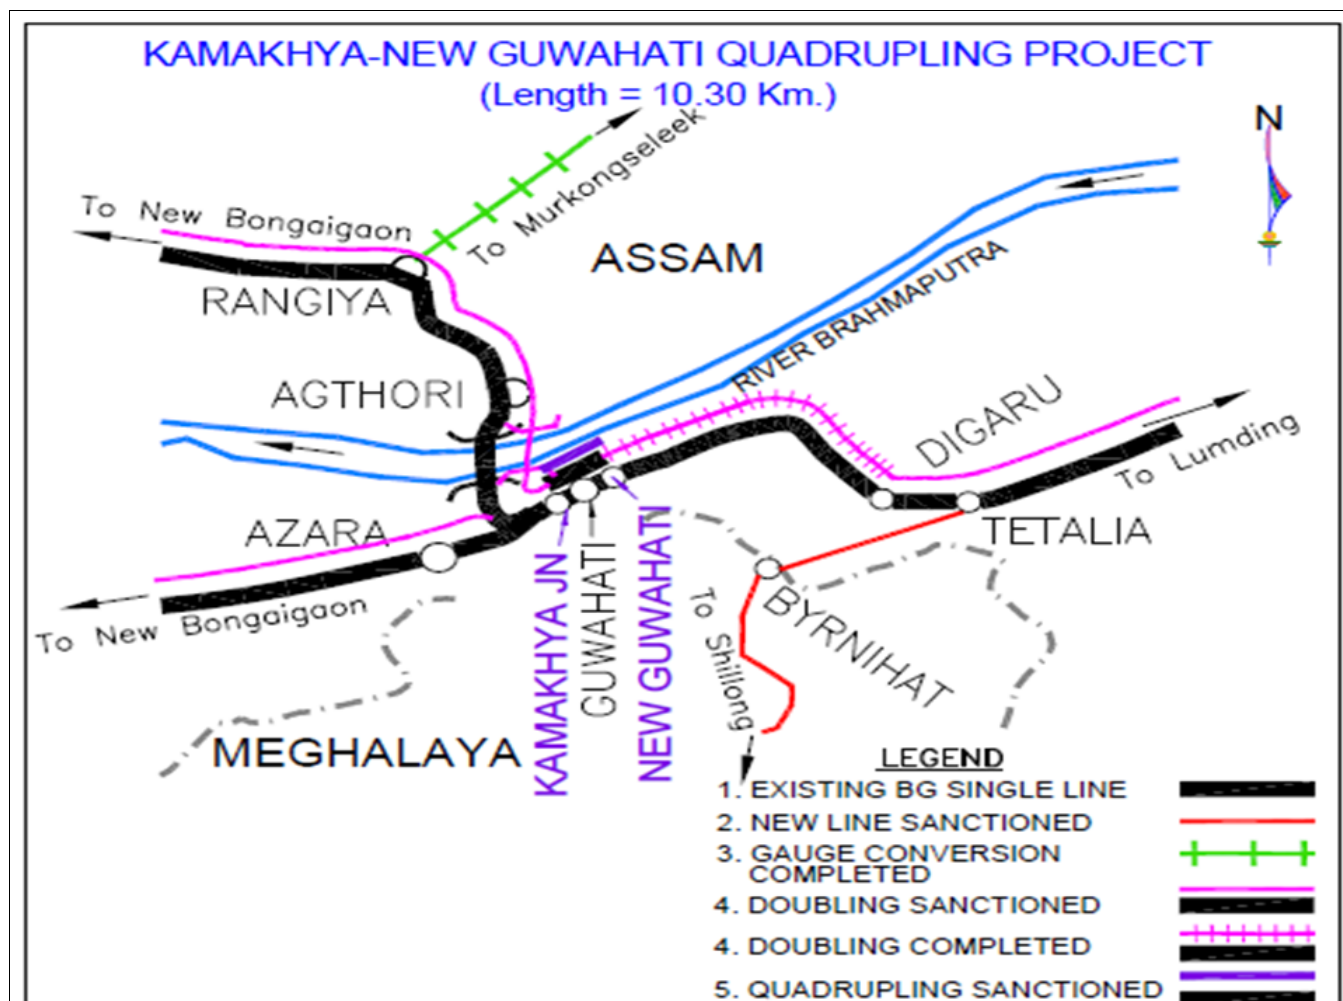 KAMAKHYA-NEW GUWAHATI QUADRUPLING PROJECT
(Length = 10.30 Km.)
N
To Murkongseleek
To New Bongaigaon
ASSAM
RANGIYA
RIVER BRAHMAPUTRA
AGTHORI
DIGARU
To Lumding
AZARA
TETALIA
To New Bongaigaon
KAMAKHYA JN
GUWAHATI
NEW GUWAHATI
To Shillong
BYRNIHAT
MEGHALAYA
LEGEND
1. EXISTING BG SINGLE LINE
2. NEW LINE SANCTIONED
3. GAUGE CONVERSION
COMPLETED
4. DOUBLING SANCTIONED
4. DOUBLING COMPLETED
5. QUADRUPLING SANCTIONED